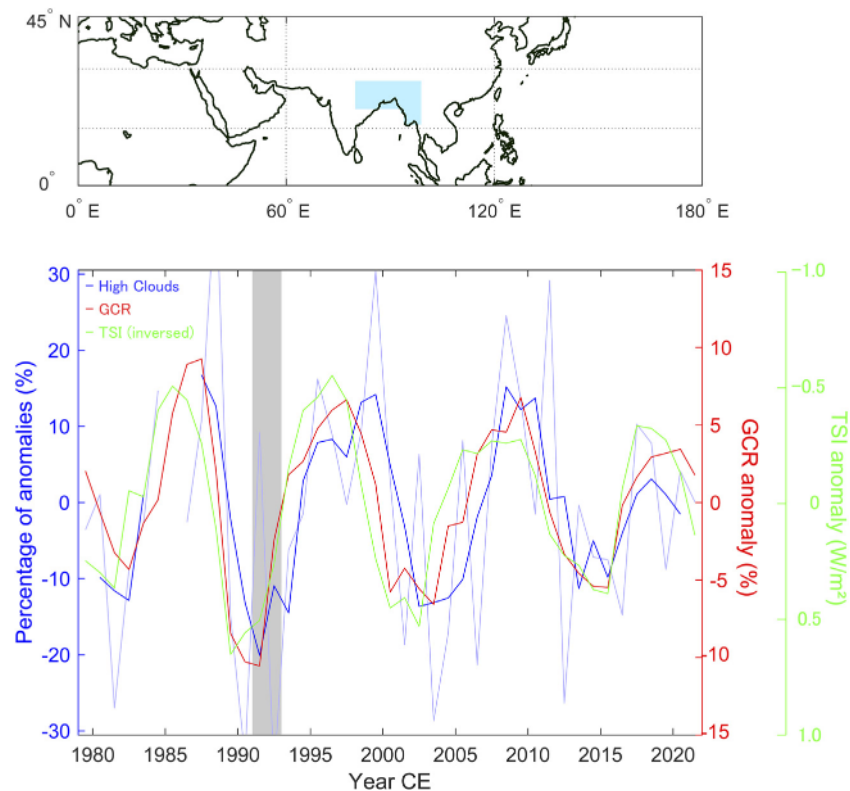 45° N
0°
0° E
60° E
120° E
180° E
30
20
10
0
-10
-20
-30
Percentage of anomalies (%)
High Clouds
GCR
TSI (inversed)
15
10
5
0
-5
-10
-15
GCR anomaly (%)
-1.0
-0.5
0
0.5
1.0
TSI anomaly (W/m²)
1980
1985
1990
1995
2000
2005
2010
2015
2020
Year CE